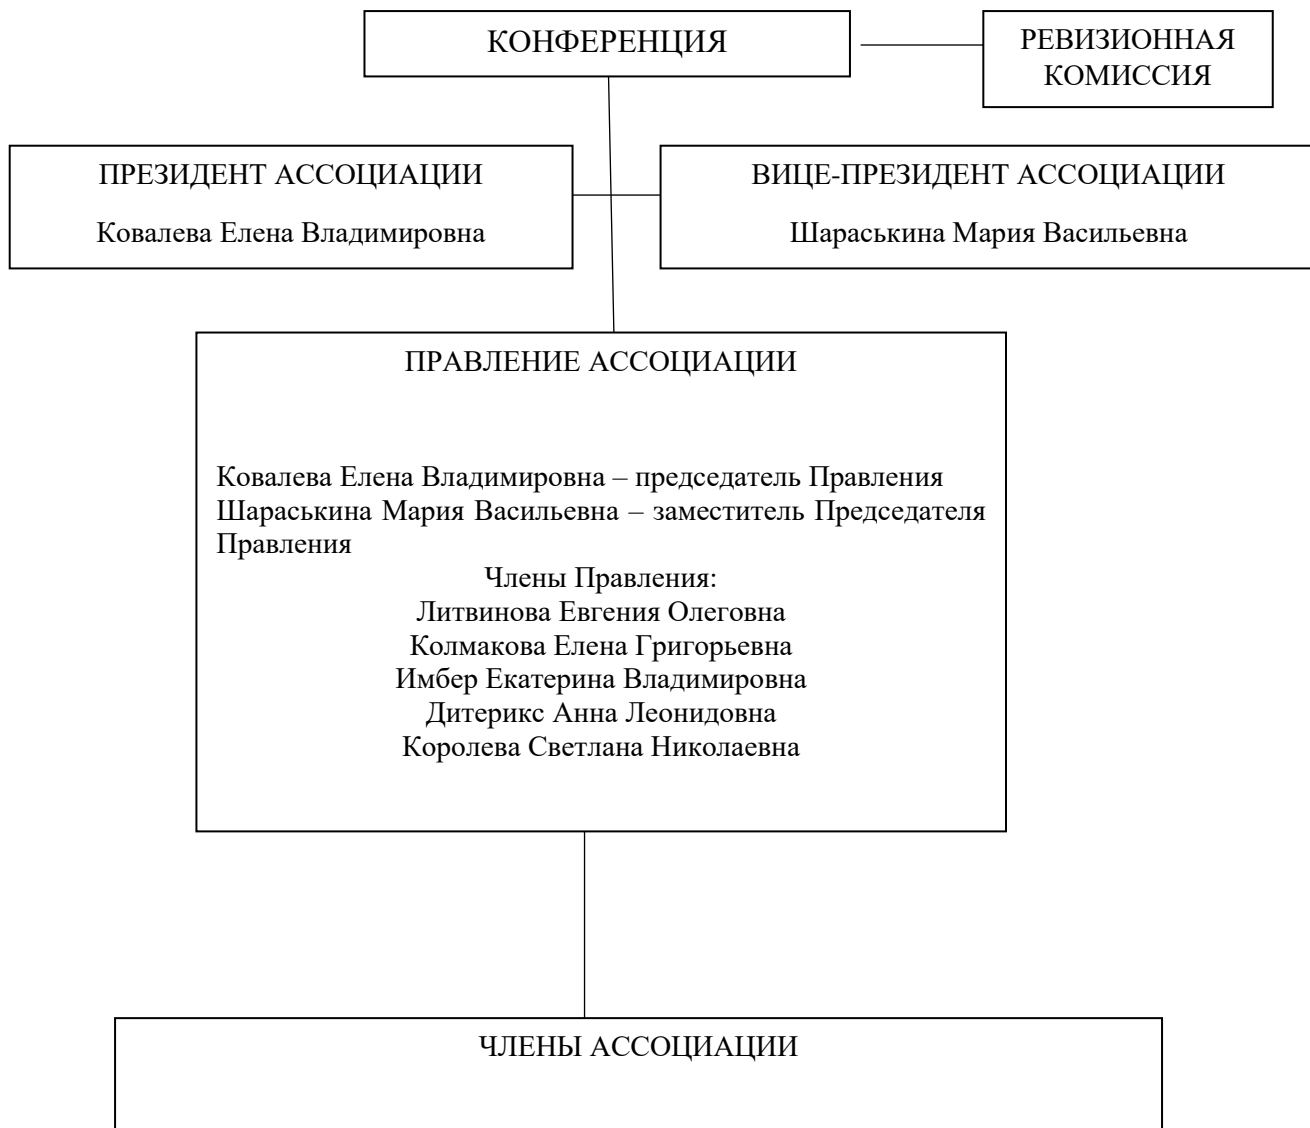 КОНФЕРЕНЦИЯ
РЕВИЗИОННАЯ
КОМИССИЯ
ПРЕЗИДЕНТ АССОЦИАЦИИ
Ковалева Елена Владимировна
ВИЦЕ-ПРЕЗИДЕНТ АССОЦИАЦИИ
Шараськина Мария Васильевна
ПРАВЛЕНИЕ АССОЦИАЦИИ
Ковалева Елена Владимировна – председатель Правления
Шараськина Мария Васильевна – заместитель Председателя
Правления
Члены Правления:
Литвинова Евгения Олеговна
Колмакова Елена Григорьевна
Имбер Екатерина Владимировна
Дитерикс Анна Леонидовна
Королева Светлана Николаевна
ЧЛЕНЫ АССОЦИАЦИИ